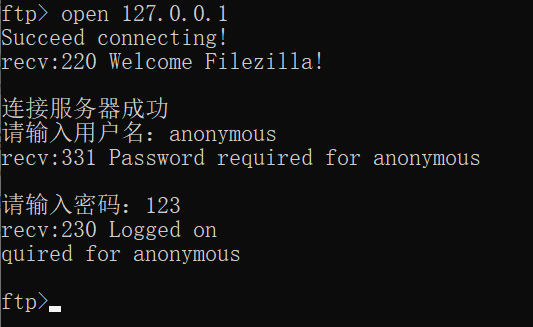 ftp> open 127.0.0.1
Succeed connecting!
recv:220 Welcome Filezilla!
连接服务器成功
请输入用户名：anonymous
recv:331 Password required for anonymous
请输入密码：123
recv:230 Logged on
quired for anonymous
ftp>